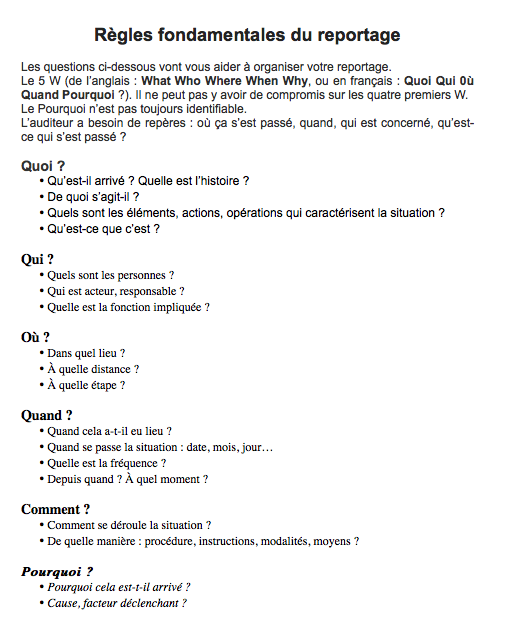 Règles fondamentales du reportage
Les questions ci-dessous vont vous aider à organiser votre reportage.
Le 5 W (de l'anglais : What Who Where When Why, ou en français : Quoi Qui 0ù
Quand Pourquoi ?). Il ne peut pas y avoir de compromis sur les quatre premiers W.
Le Pourquoi n'est pas toujours identifiable.
L'auditeur a besoin de repères : où ça s'est passé, quand, qui est concerné, qu'est-
ce qui s'est passé ?
Quoi ?
• Qu'est-il arrivé ? Quelle est l'histoire ?
• De quoi s'agit-il ?
• Quels sont les éléments, actions, opérations qui caractérisent la situation ?
• Qu'est-ce que c'est ?
Qui ?
• Quels sont les personnes ?
• Qui est acteur, responsable ?
• Quelle est la fonction impliquée ?
Où ?
• Dans quel lieu ?
• À quelle distance ?
• À quelle étape ?
Quand ?
• Quand cela a-t-il eu lieu ?
• Quand se passe la situation : date, mois, jour…
• Quelle est la fréquence ?
• Depuis quand ? À quel moment ?
Comment ?
• Comment se déroule la situation ?
• De quelle manière : procédure, instructions, modalités, moyens ?
Pourquoi ?
• Pourquoi cela est-t-il arrivé ?
• Cause, facteur déclenchant ?